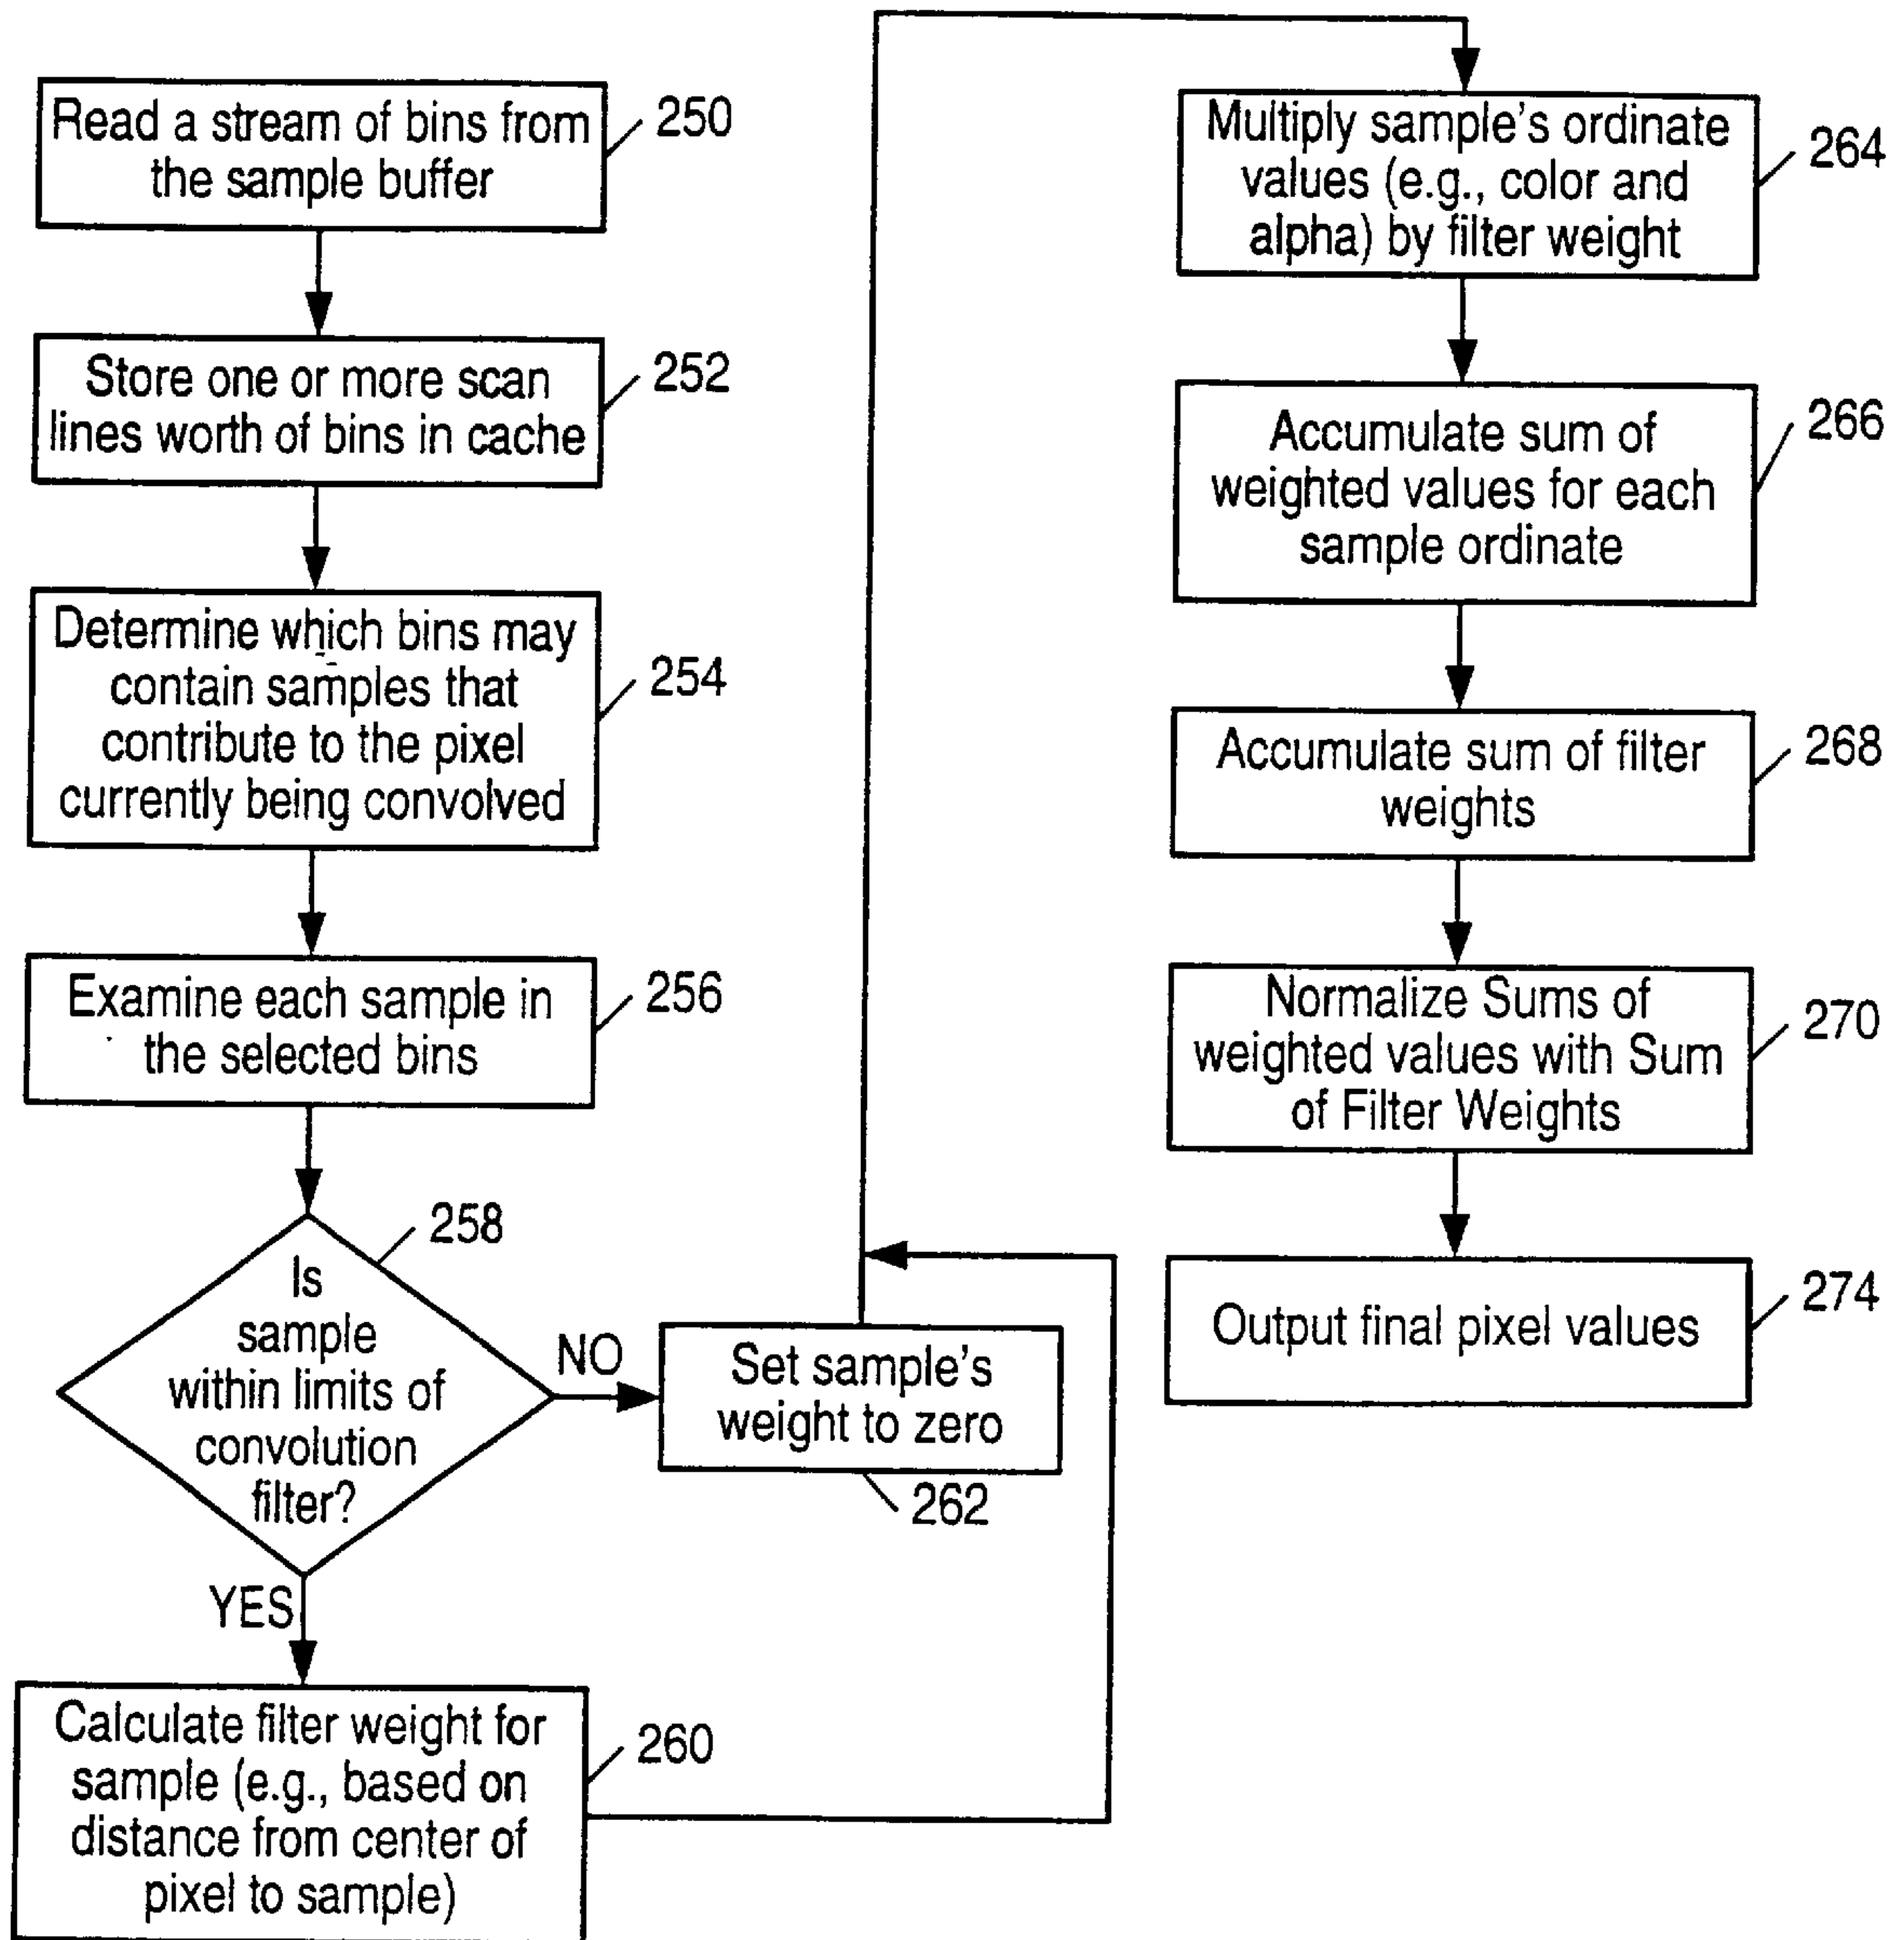 Read a stream of bins from
the sample buffer
250
Store one or more scan
lines worth of bins in cache
252
Determine which bins may
contain samples that
contribute to the pixel
currently being convolved
254
Examine each sample in
the selected bins
256
258
Is
sample
within limits of
convolution
filter?
NO
Set sample's
weight to zero
262
YES
Calculate filter weight for
sample (e.g., based on
distance from center of
pixel to sample)
260
Multiply sample's ordinate
values (e.g., color and
alpha) by filter weight
264
Accumulate sum of
weighted values for each
sample ordinate
266
Accumulate sum of filter
weights
268
Normalize Sums of
weighted values with Sum
of Filter Weights
270
Output final pixel values
274